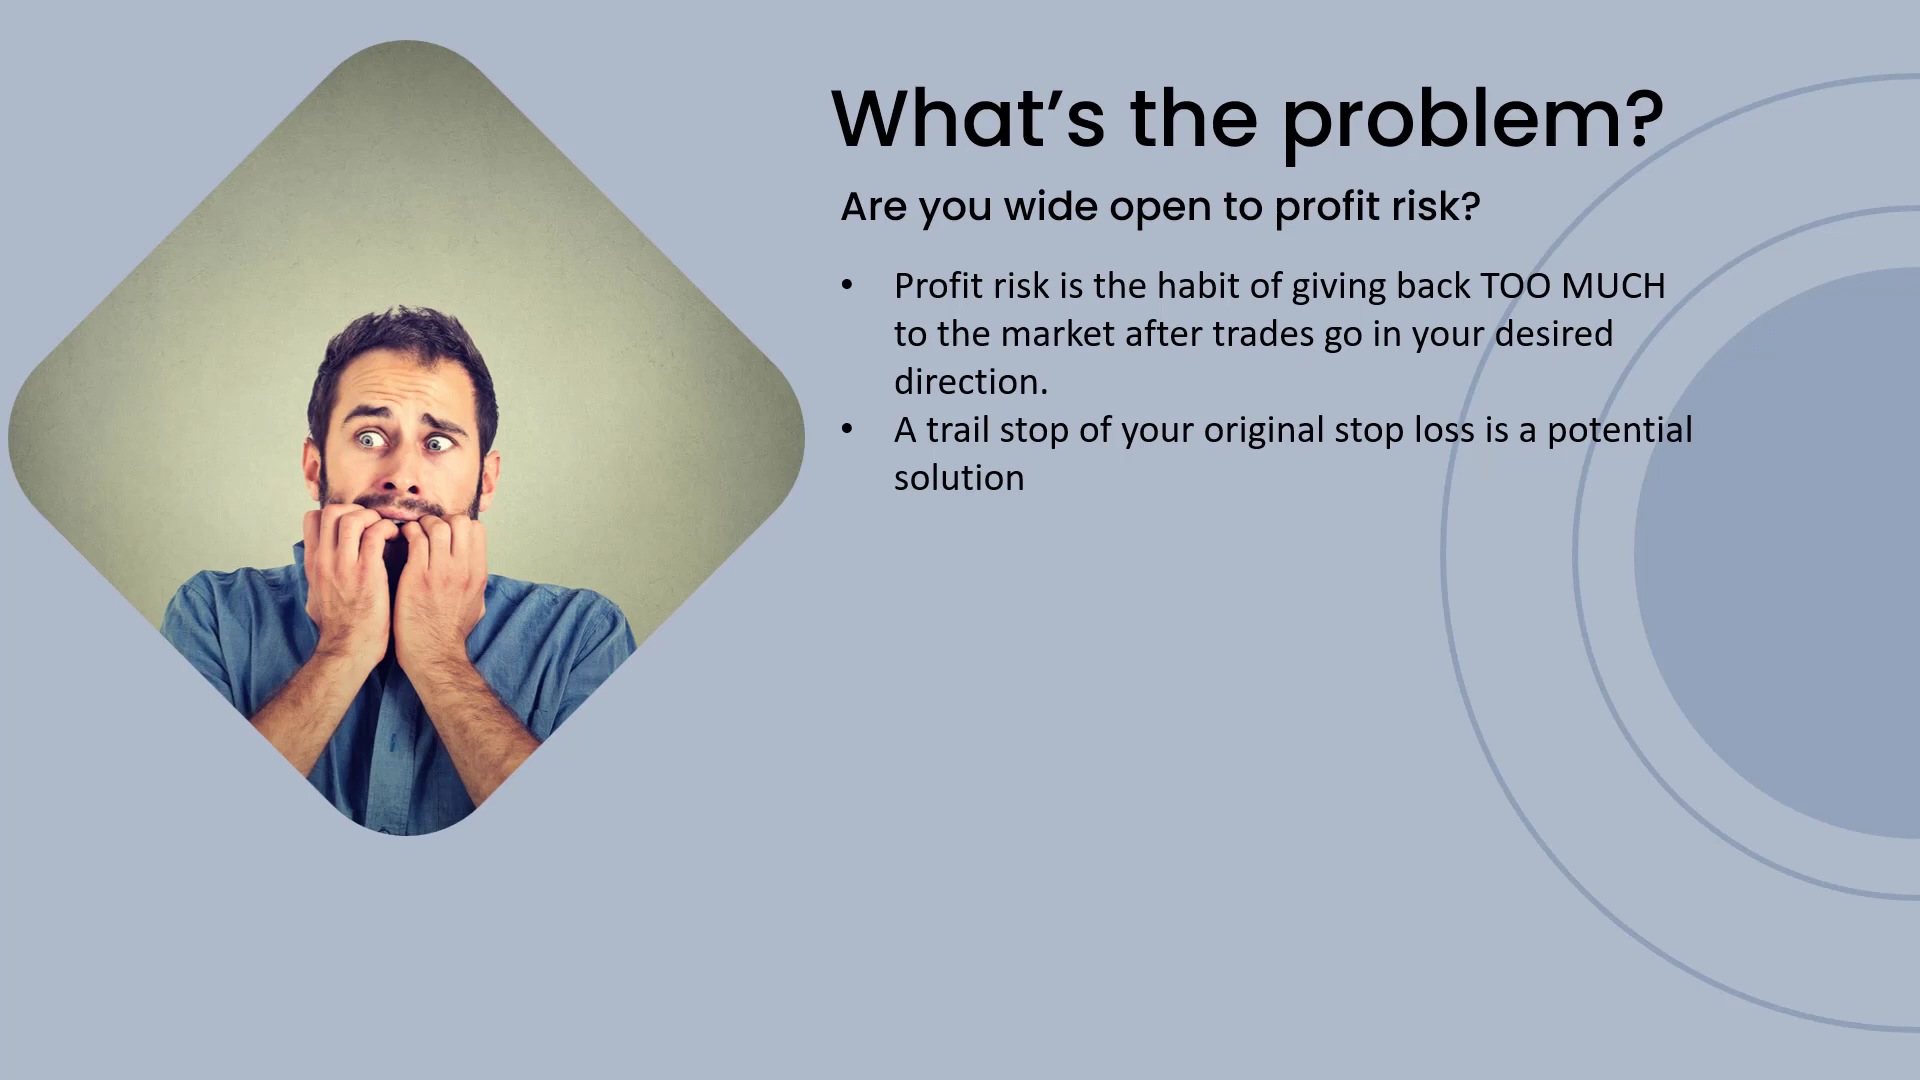 What’s the problem?
Are you wide open to profit risk?
• Profit risk is the habit of giving back TOO MUCH
to the market after trades go in your desired
direction.
• A trail stop of your original stop loss is a potential
solution